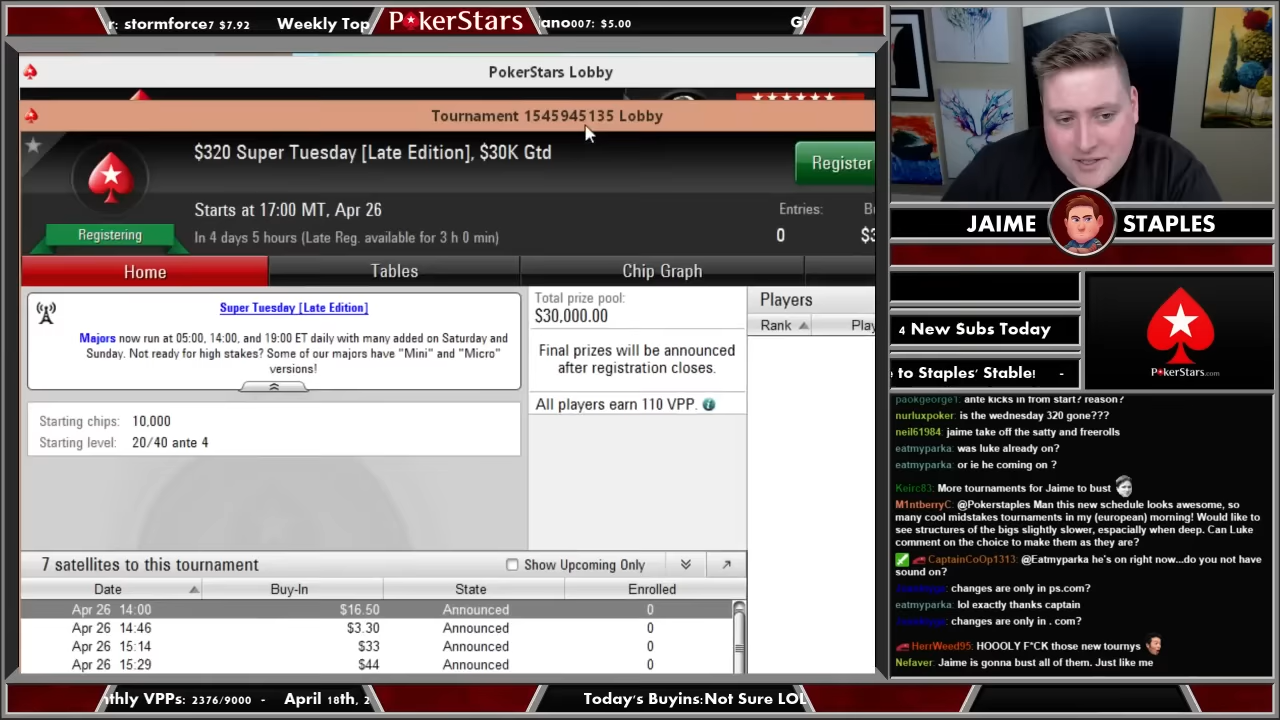 r: stormforce7 $7.92 Weekly Top
PokerStars
ano007: $5.00
PokerStars Lobby
Tournament 1545945135 Lobby
$320 Super Tuesday [Late Edition], $30K Gtd
Register
Starts at 17:00 MT, Apr 26
Entries:
Registering
In 4 days 5 hours (Late Reg. available for 3 h 0 min)
0
Home
Tables
Chip Graph
Super Tuesday [Late Edition]
Majors now run at 05:00, 14:00, and 19:00 ET daily with many added on Saturday and
Sunday. Not ready for high stakes? Some of our majors have "Mini" and "Micro"
versions!
Starting chips: 10,000
Starting level: 20/40 ante 4
Total prize pool:
$30,000.00
Final prizes will be announced
after registration closes.
All players earn 110 VPP.
Players
Rank Play
7 satellites to this tournament
Show Upcoming Only
Date Buy-In State Enrolled
Apr 26 14:00 $16.50 Announced 0
Apr 26 14:46 $3.30 Announced 0
Apr 26 15:14 $33 Announced 0
Apr 26 15:29 $44 Announced 0
JAIME STAPLES
4 New Subs Today
e to Staples' Stable! -
PokerStars.com
paokgeorge1: ante kicks in from start? reason?
nurluxpoker: is the wednesday 320 gone???
neil61984: jaime take off the satty and freerolls
eatmyparka: was luke already on?
eatmyparka: or ie he coming on ?
Keirc83: More tournaments for Jaime to bust
M1ntberryC: @Pokerstaples Man this new schedule looks awesome, so
many cool midstakes tournaments in my (european) morning! Would like to
see structures of the bigs slightly slower, espacially when deep. Can Luke
comment on the choice to make them as they are?
CaptainCoOp1313: @Eatmyparka he's on right now...do you not have
sound on?
changes are only in ps.com?
eatmyparka: lol exactly thanks captain
changes are only in . com?
HerrWeed95: HOOOLY F*CK those new tournys
Nefaver: Jaime is gonna bust all of them. Just like me
thly VPPs: 2376/9000 - April 18th, 2
Today's Buyins:Not Sure LOL